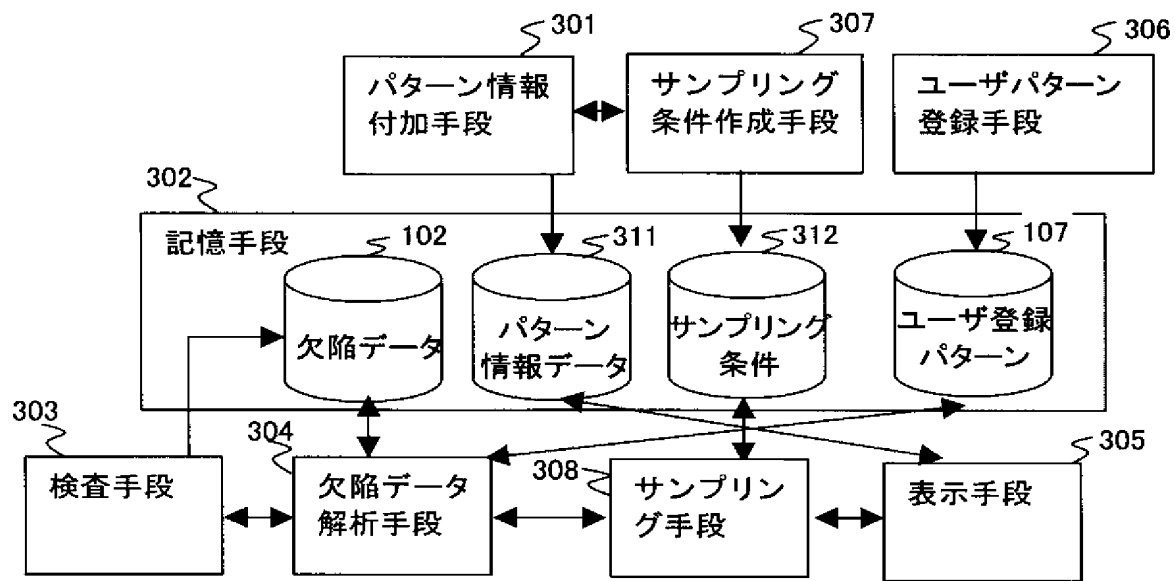 301
307
306
パターン情報
付加手段
サンプリング
条件作成手段
ユーザパターン
登録手段
302
記憶手段
102
311
312
107
欠陥データ
パターン
情報データ
サンプリング
条件
ユーザ登録
パターン
303
304
308
305
検査手段
欠陥データ
解析手段
サンプリン
グ手段
表示手段